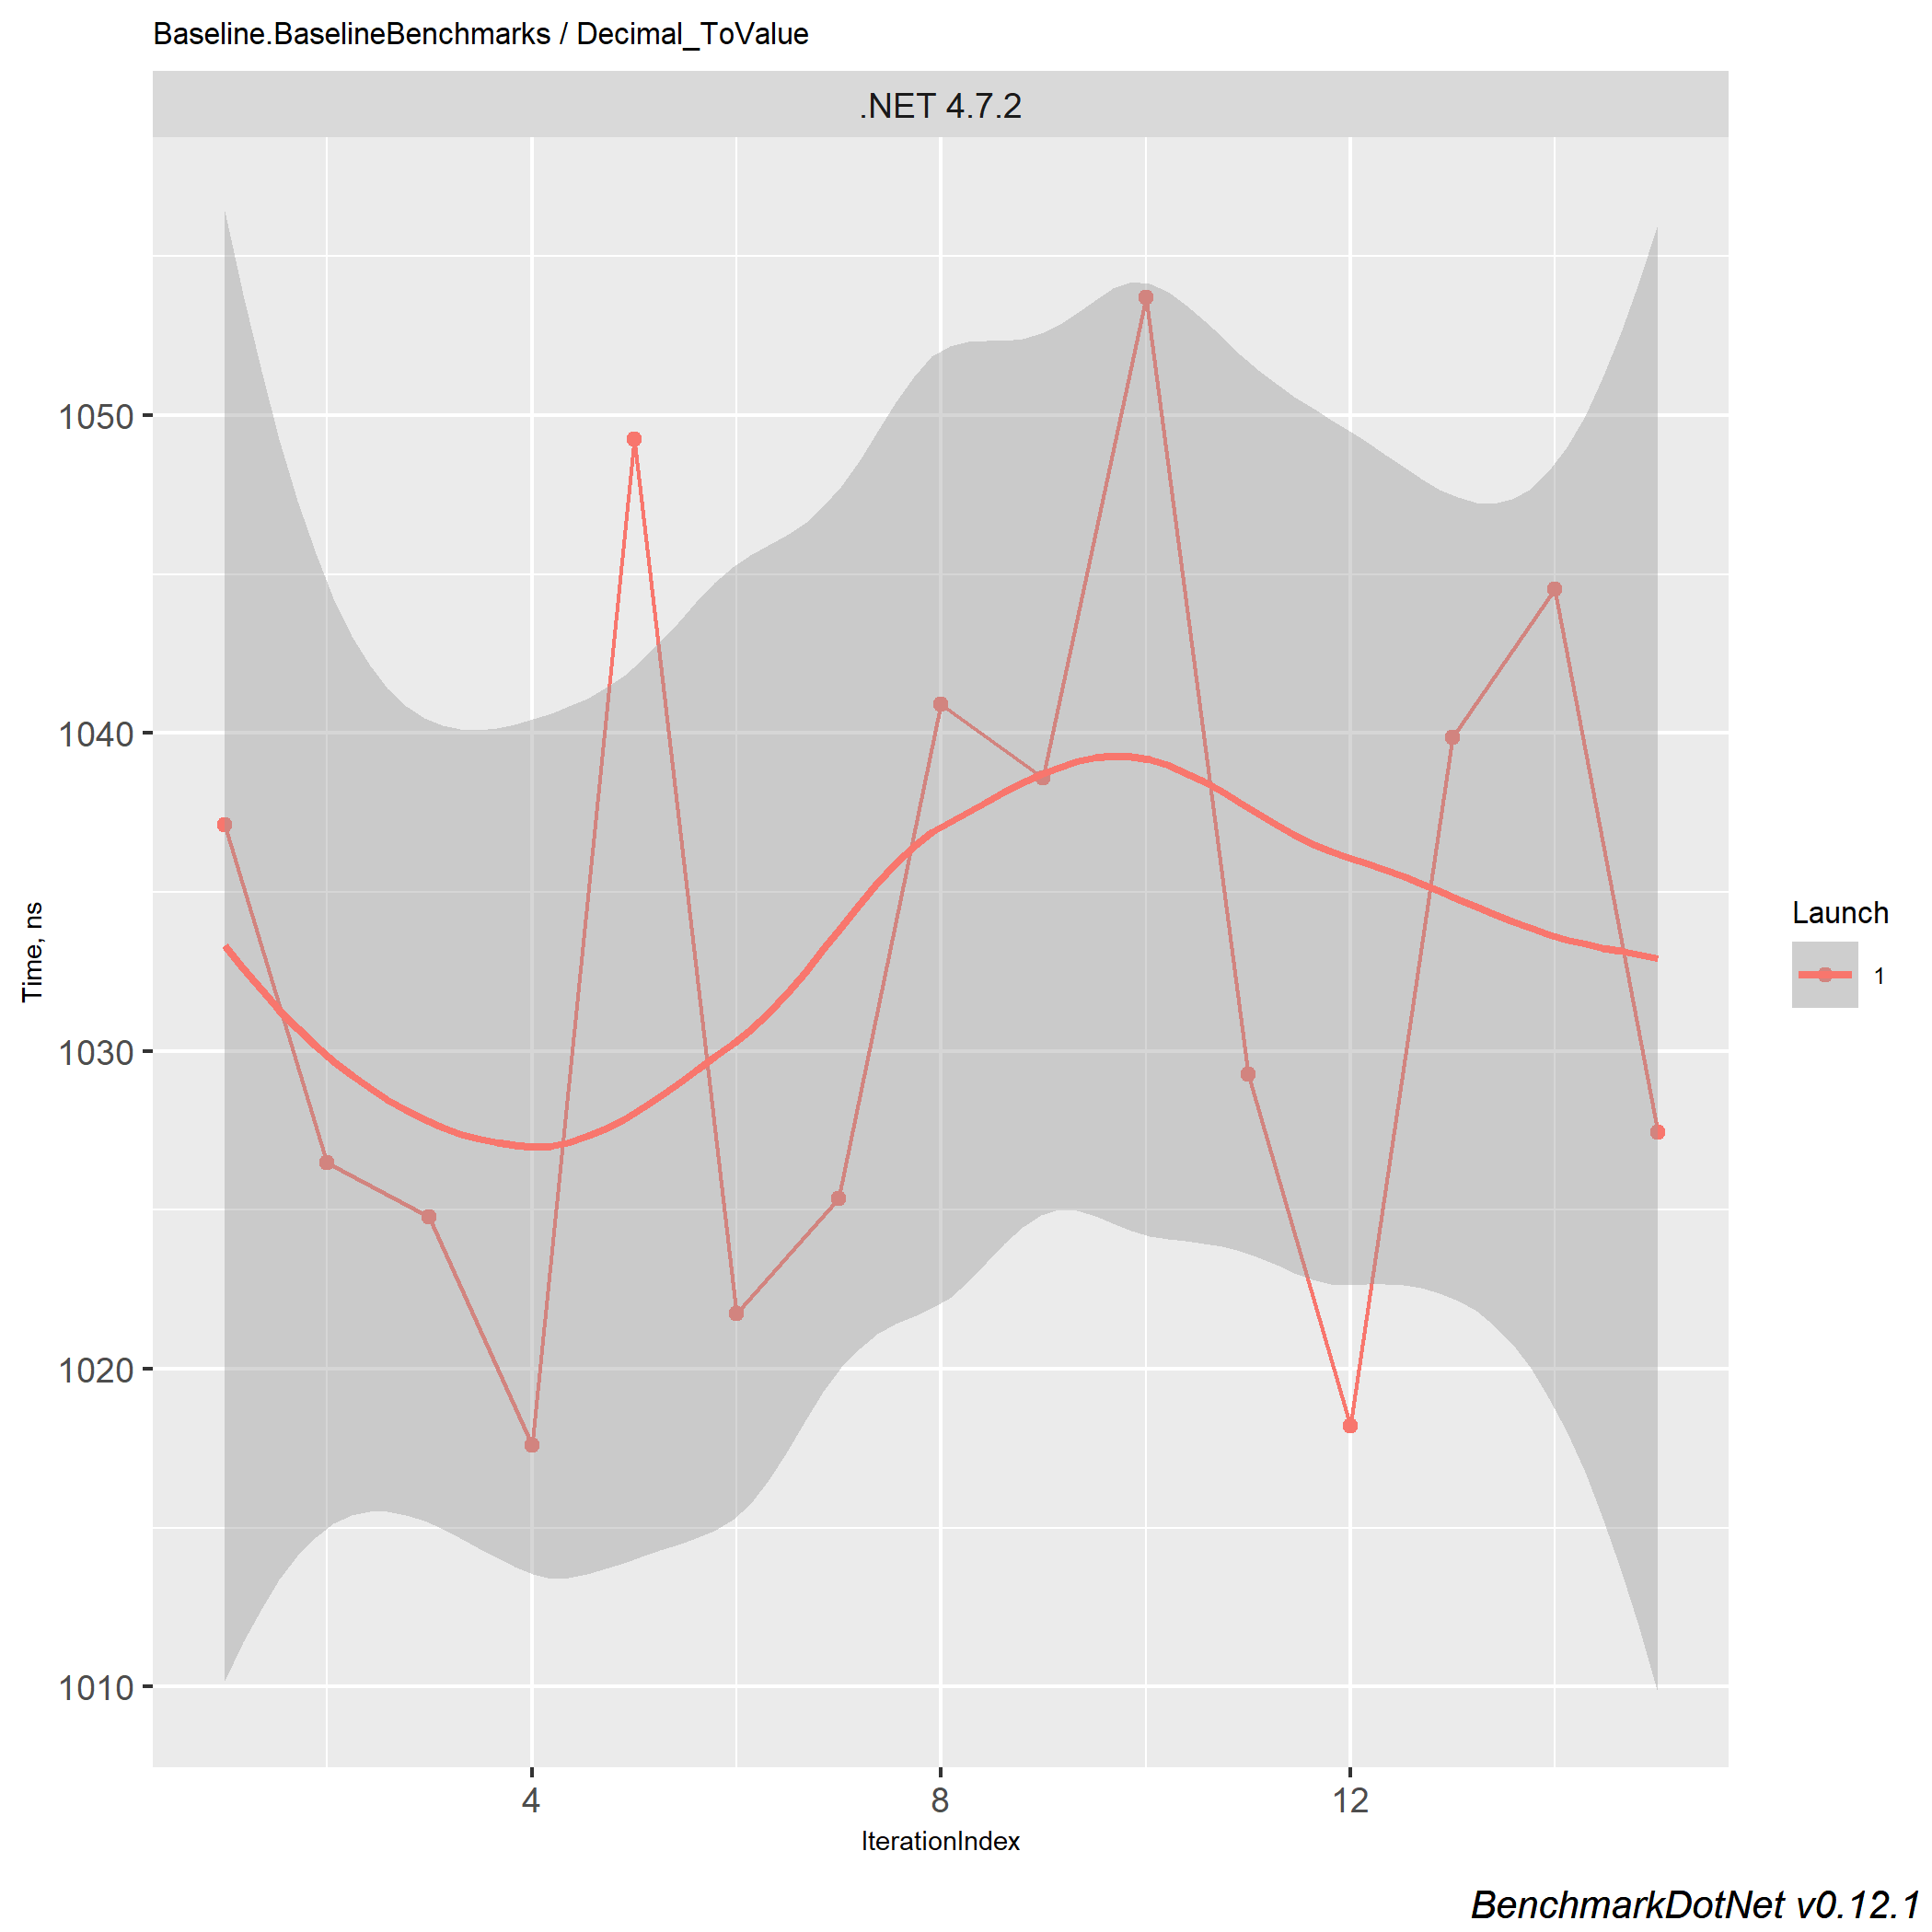 Baseline.BaselineBenchmarks / Decimal_ToValue
.NET 4.7.2
1050
1040
1030
1020
1010
Time, ns
4 8 12
IterationIndex
Launch
1
BenchmarkDotNet v0.12.1